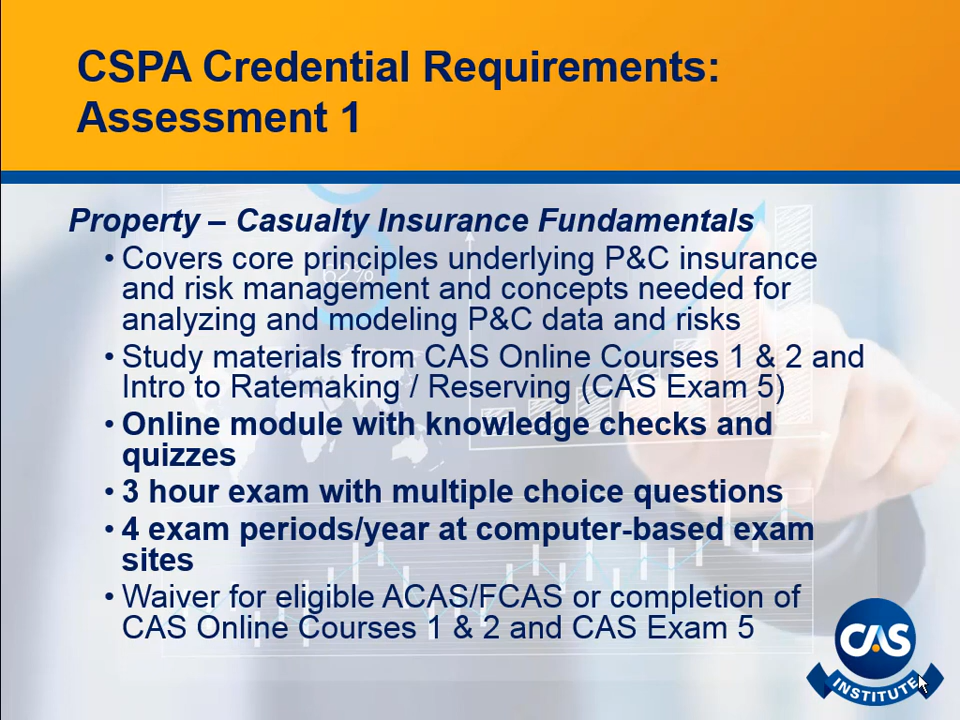 CSPA Credential Requirements:
Assessment 1
Property – Casualty Insurance Fundamentals
• Covers core principles underlying P&C insurance
and risk management and concepts needed for
analyzing and modeling P&C data and risks
• Study materials from CAS Online Courses 1 & 2 and
Intro to Ratemaking / Reserving (CAS Exam 5)
• Online module with knowledge checks and
quizzes
• 3 hour exam with multiple choice questions
• 4 exam periods/year at computer-based exam
sites
• Waiver for eligible ACAS/FCAS or completion of
CAS Online Courses 1 & 2 and CAS Exam 5
CAS
INSTITUTE